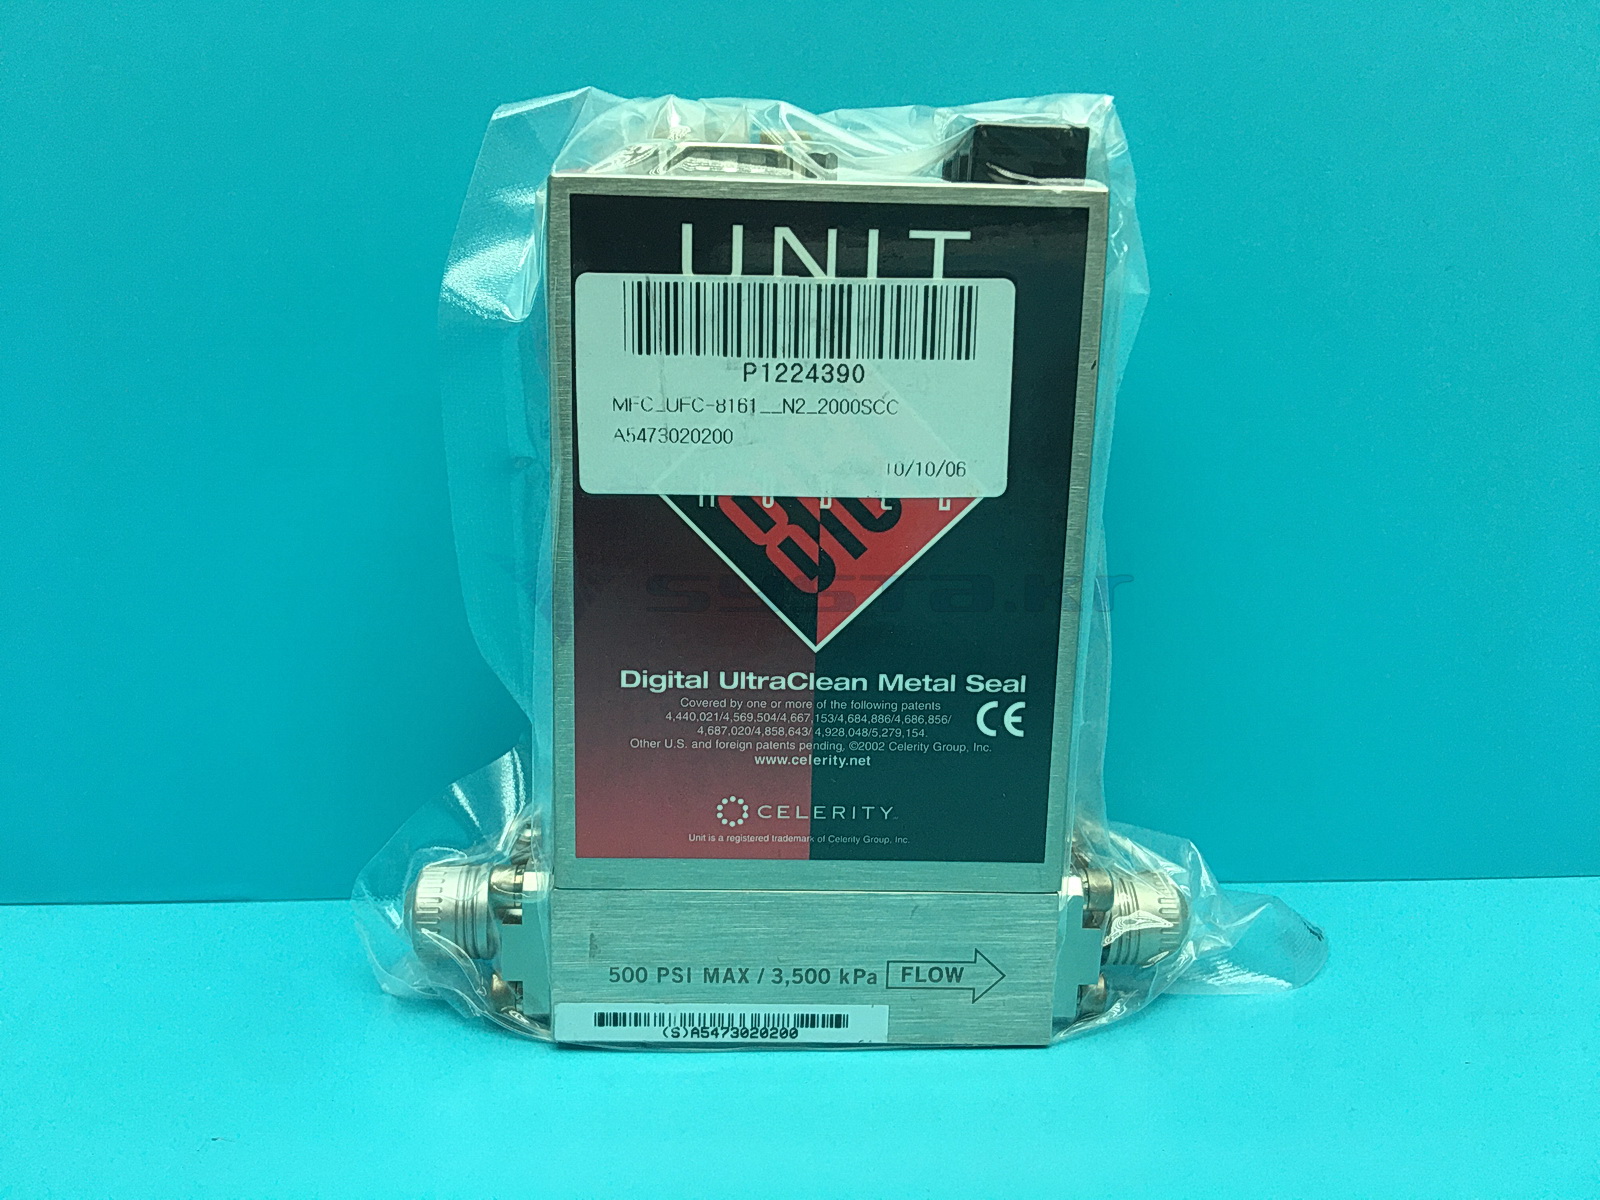 UNIT
P1224390
MFC_UFC-8161__N2_2000SCC
A5473020200
10/10/06
MODEL
Digital UltraClean Metal Seal
Covered by one or more of the following patents
4,440,021/4,569,504/4,667,153/4,684,886/4,686,856/
4,687,020/4,858,643/ 4,928,048/5,279,154.
Other U.S. and foreign patents pending, ©2002 Celerity Group, Inc.
www.celerity.net
CE
CELERITY
Unit is a registered trademark of Celerity Group, Inc.
500 PSI MAX / 3,500 kPa FLOW
(S)A5473020200
systa.kr